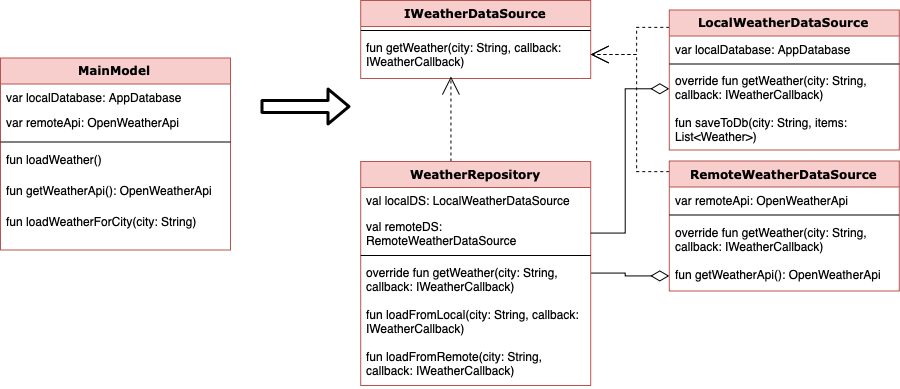 MainModel
var localDatabase: AppDatabase
var remoteApi: OpenWeatherApi
fun loadWeather()
fun getWeatherApi(): OpenWeatherApi
fun loadWeatherForCity(city: String)
IWeatherDataSource
fun getWeather(city: String, callback:
IWeatherCallback)
WeatherRepository
val localDS: LocalWeatherDataSource
val remoteDS:
RemoteWeatherDataSource
override fun getWeather(city: String,
callback: IWeatherCallback)
fun loadFromLocal(city: String, callback:
IWeatherCallback)
fun loadFromRemote(city: String,
callback: IWeatherCallback)
LocalWeatherDataSource
var localDatabase: AppDatabase
override fun getWeather(city: String,
callback: IWeatherCallback)
fun saveToDb(city: String, items:
List<Weather>)
RemoteWeatherDataSource
var remoteApi: OpenWeatherApi
override fun getWeather(city: String,
callback: IWeatherCallback)
fun getWeatherApi(): OpenWeatherApi